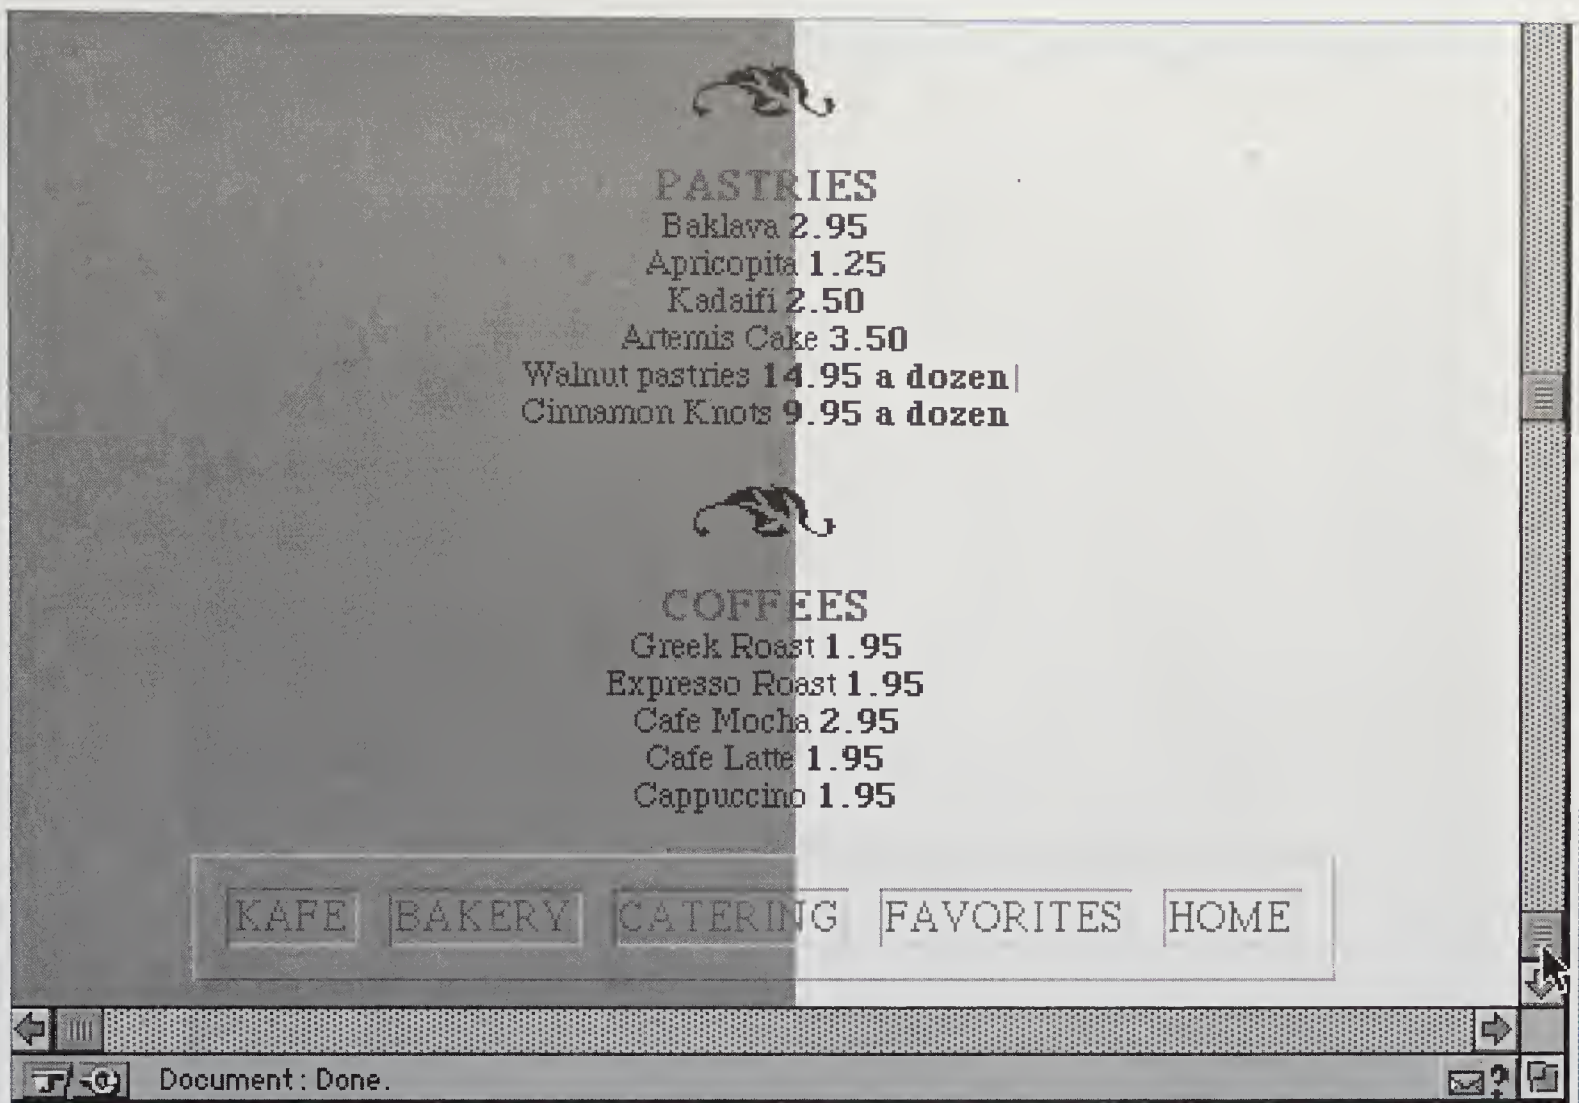 PASTRIES
Baklava 2.95
Apricopita 1.25
Kadaifi 2.50
Artemis Cake 3.50
Walnut pastries 14.95 a dozen
Cinnamon Knots 9.95 a dozen
COFFEES
Greek Roast 1.95
Expresso Roast 1.95
Cafe Mocha 2.95
Cafe Latte 1.95
Cappuccino 1.95
KAFE BAKERY CATERING FAVORITES HOME
Document : Done.